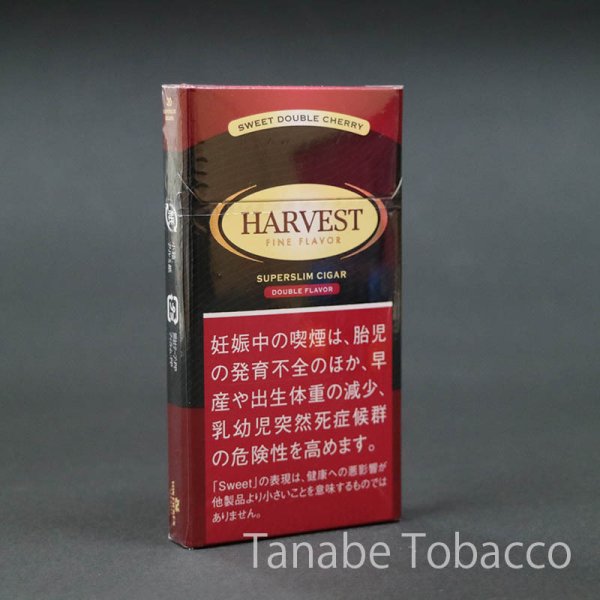 SWEET DOUBLE CHERRY
HARVEST
FINE FLAVOR
SUPERSLIM CIGAR
DOUBLE FLAVOR
妊娠中の喫煙は、胎児
の発育不全のほか、早
産や出生体重の減少、
乳幼児突然死症候群
の危険性を高めます。
「Sweet」の表現は、健康への悪影響が
他製品より小さいことを意味するものでは
ありません。
Tanabe Tobacco